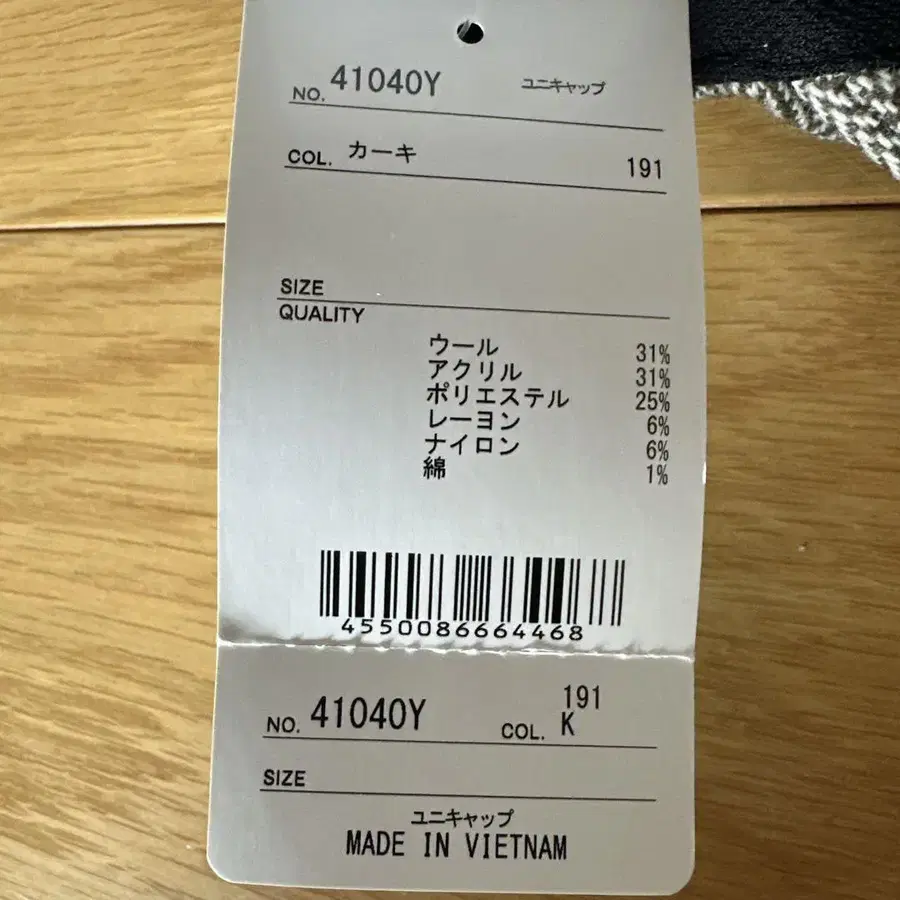 NO. 41040Y ユニキャップ
COL. カーキ 191
SIZE
QUALITY
ウール 31%
アクリル 31%
ポリエステル 25%
レーヨン 6%
ナイロン 6%
綿 1%
4550086664468
191
NO. 41040Y COL. K
SIZE
ユニキャップ
MADE IN VIETNAM